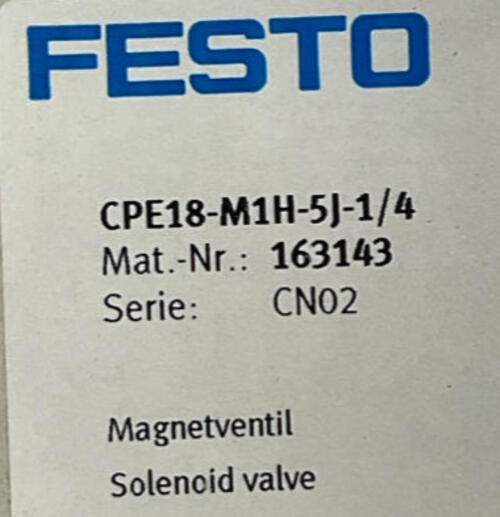 FESTO
CPE18-M1H-5J-1/4
Mat.-Nr.: 163143
Serie: CN02
Magnetventil
Solenoid valve